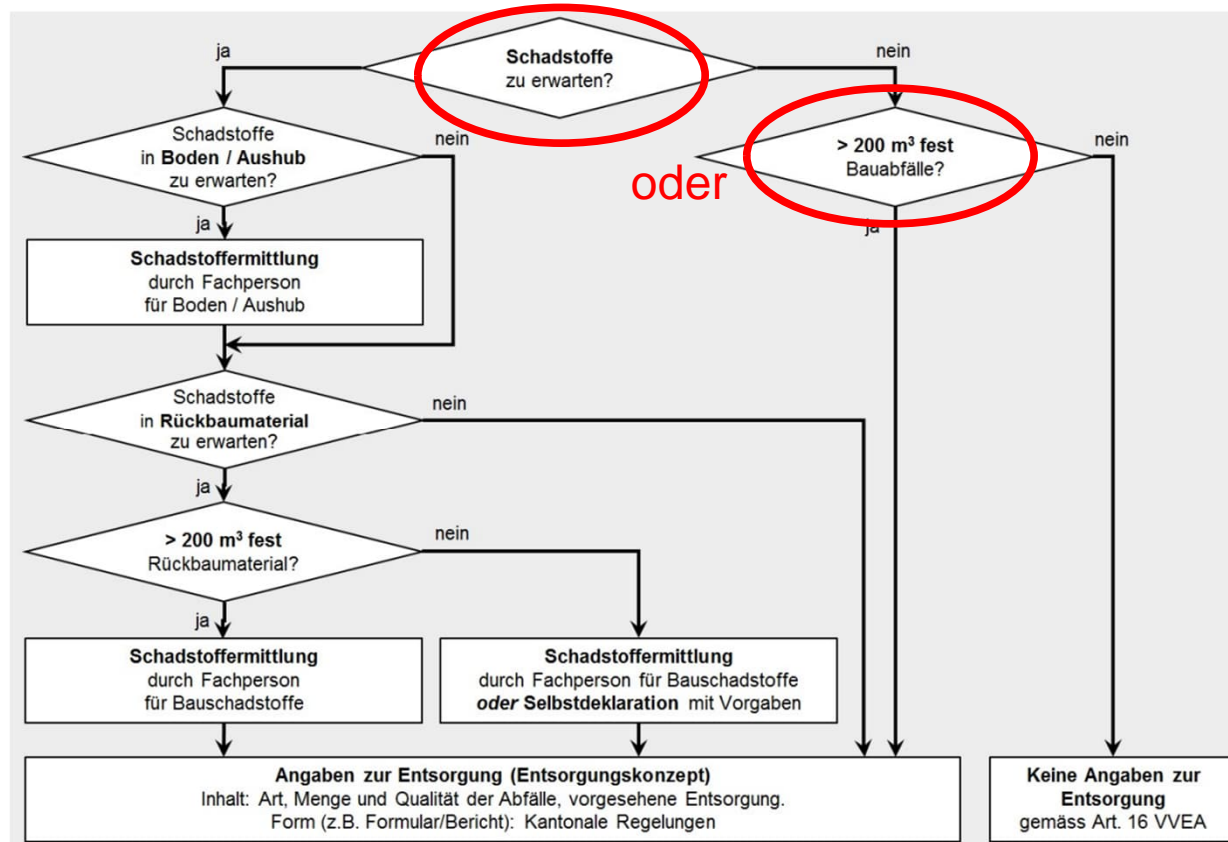 Schadstoffe
zu erwarten?
ja
nein
Schadstoffe
in Boden / Aushub
zu erwarten?
nein
> 200 m³ fest
Bauabfälle?
nein
oder
ja
ja
Schadstoffermittlung
durch Fachperson
für Boden / Aushub
Schadstoffe
in Rückbaumaterial
zu erwarten?
nein
ja
> 200 m³ fest
Rückbaumaterial?
nein
ja
Schadstoffermittlung
durch Fachperson
für Bauschadstoffe
Schadstoffermittlung
durch Fachperson für Bauschadstoffe
oder Selbstdeklaration mit Vorgaben
Angaben zur Entsorgung (Entsorgungskonzept)
Inhalt: Art, Menge und Qualität der Abfälle, vorgesehene Entsorgung.
Form (z.B. Formular/Bericht): Kantonale Regelungen
Keine Angaben zur
Entsorgung
gemäss Art. 16 VVEA